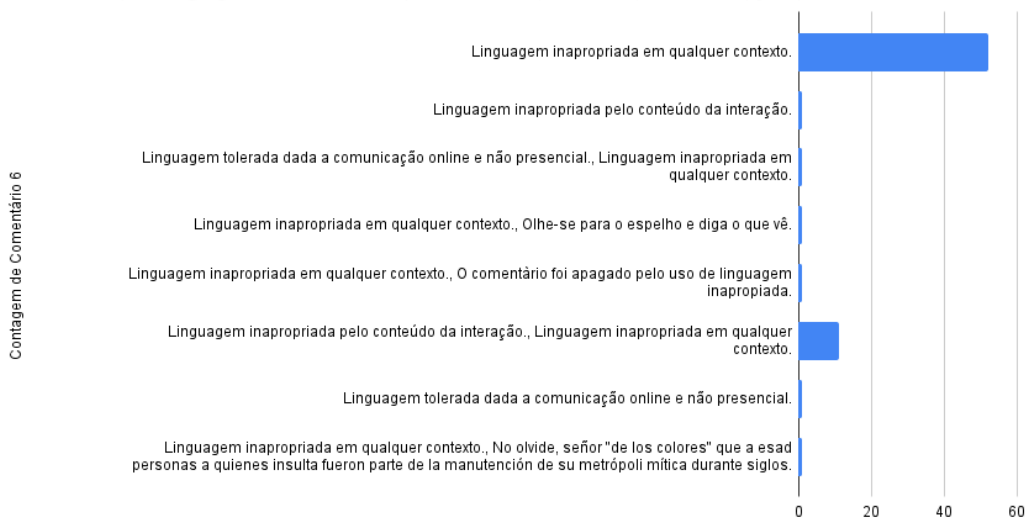 Contagem de Comentário 6
Linguagem inapropriada em qualquer contexto.
Linguagem inapropriada pelo conteúdo da interação.
Linguagem tolerada dada a comunicação online e não presencial., Linguagem inapropriada em
qualquer contexto.
Linguagem inapropriada em qualquer contexto., Olhe-se para o espelho e diga o que vê.
Linguagem inapropriada em qualquer contexto., O comentàrio foi apagado pelo uso de linguagem
inapropiada.
Linguagem inapropriada pelo conteúdo da interação., Linguagem inapropriada em qualquer
contexto.
Linguagem tolerada dada a comunicação online e não presencial.
Linguagem inapropriada em qualquer contexto., No olvide, señor "de los colores" que a esad
personas a quienes insulta fueron parte de la manutención de su metrópoli mítica durante siglos.
0 20 40 60